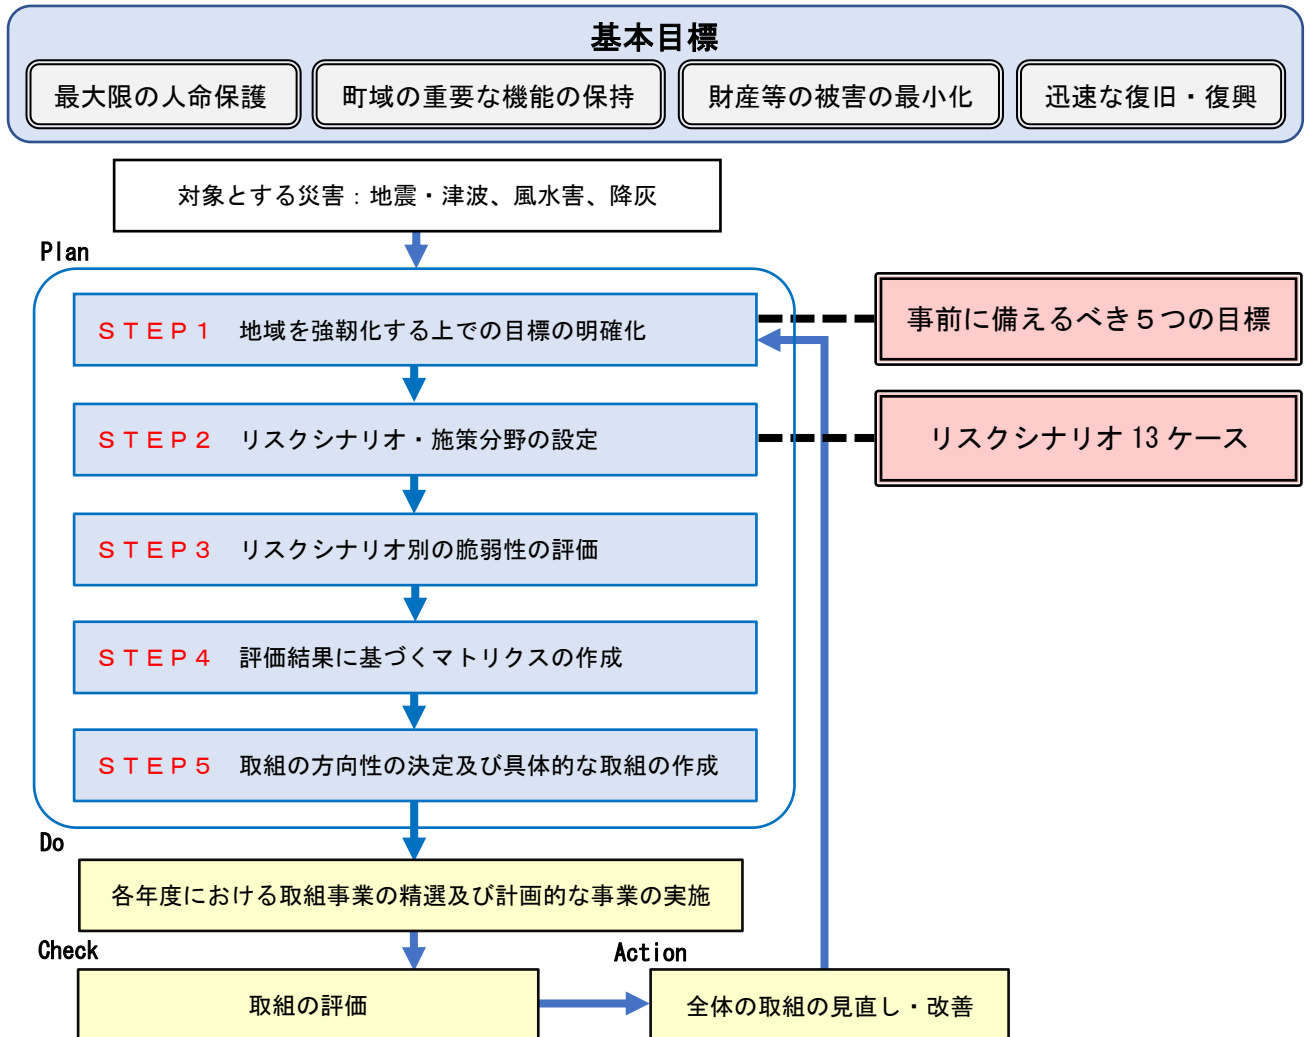 基本目標
最大限の人命保護
町域の重要な機能の保持
財産等の被害の最小化
迅速な復旧・復興
対象とする災害：地震・津波、風水害、降灰
Plan
ＳＴＥＰ１　地域を強靭化する上での目標の明確化
事前に備えるべき５つの目標
ＳＴＥＰ２　リスクシナリオ・施策分野の設定
リスクシナリオ 13 ケース
ＳＴＥＰ３　リスクシナリオ別の脆弱性の評価
ＳＴＥＰ４　評価結果に基づくマトリクスの作成
ＳＴＥＰ５　取組の方向性の決定及び具体的な取組の作成
Do
各年度における取組事業の精選及び計画的な事業の実施
Check
Action
取組の評価
全体の取組の見直し・改善